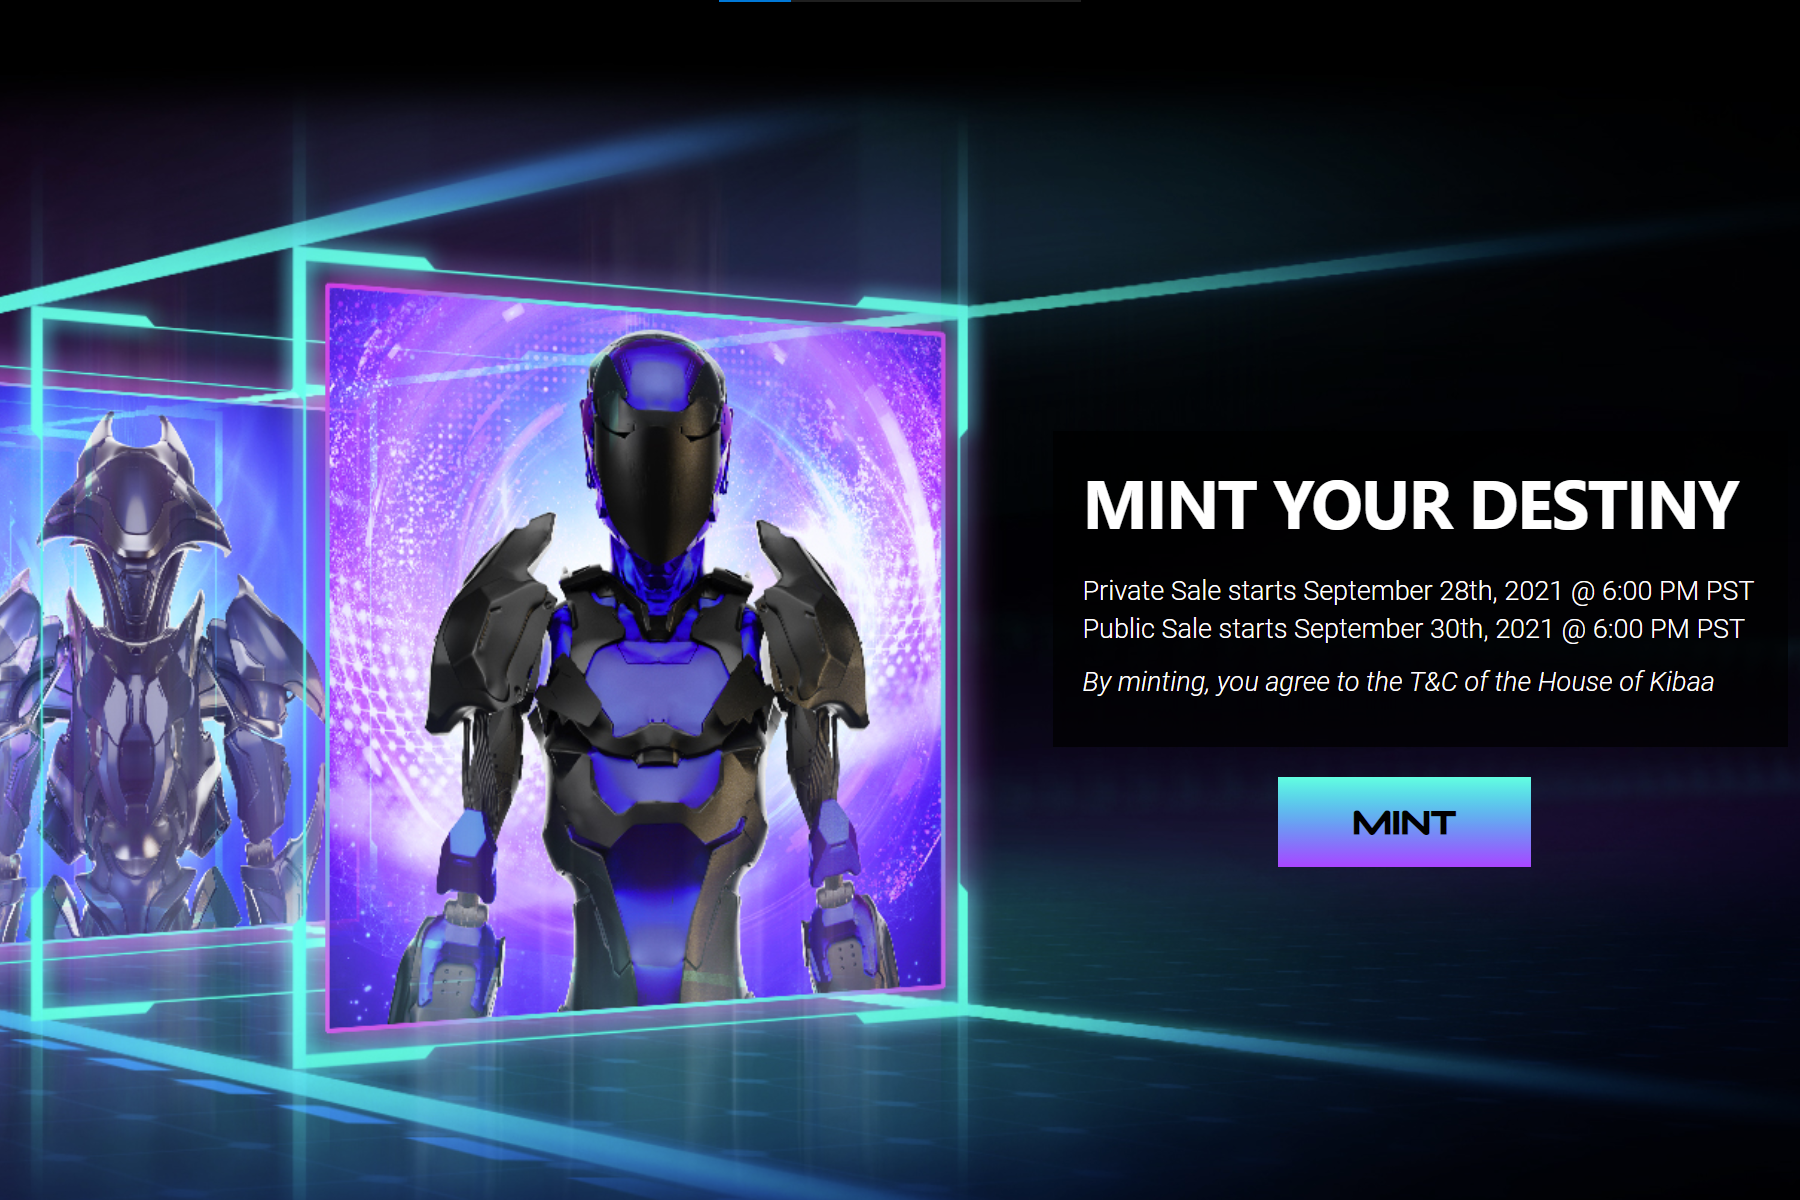 MINT YOUR DESTINY
Private Sale starts September 28th, 2021 @ 6:00 PM PST
Public Sale starts September 30th, 2021 @ 6:00 PM PST
By minting, you agree to the T&C of the House of Kibaa
MINT